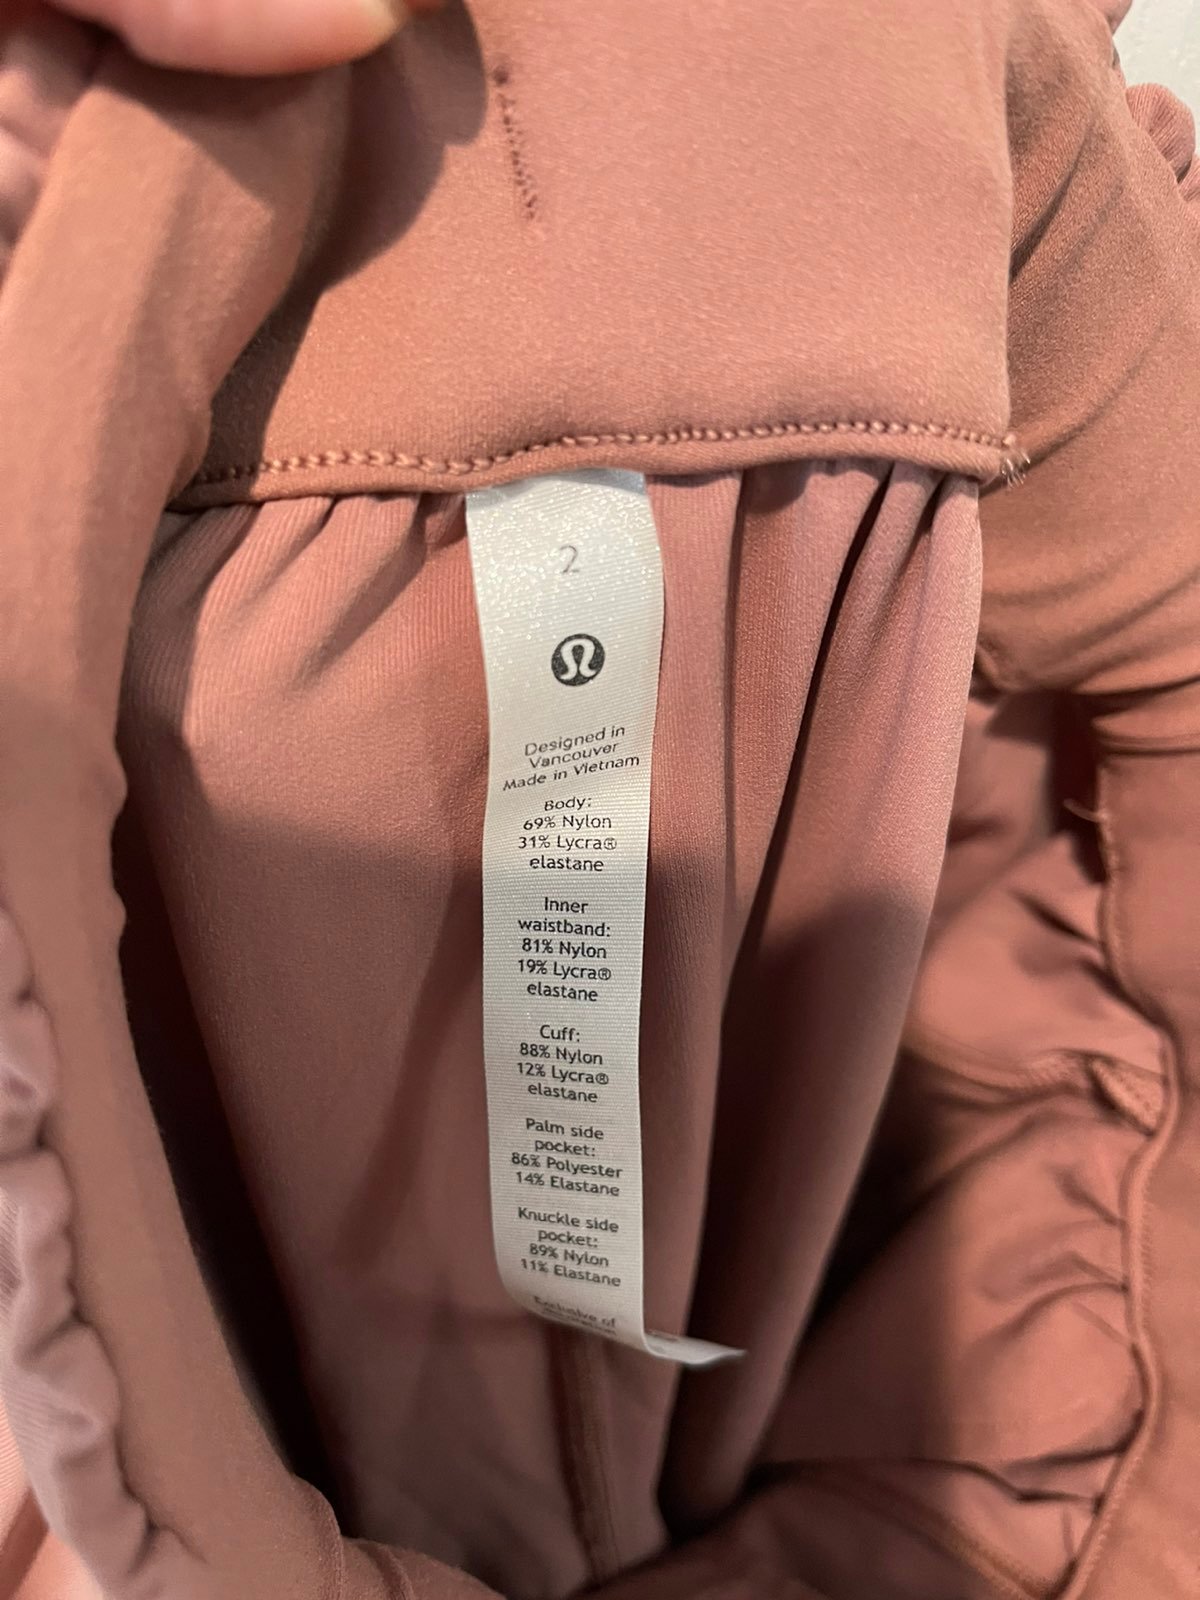 2
Designed in
Vancouver
Made in Vietnam
Body:
69% Nylon
31% Lycra®
elastane
Inner
waistband:
81% Nylon
19% Lycra®
elastane
Cuff:
88% Nylon
12% Lycra®
elastane
Palm side
pocket:
86% Polyester
14% Elastane
Knuckle side
pocket:
89% Nylon
11% Elastane
Exclusive of